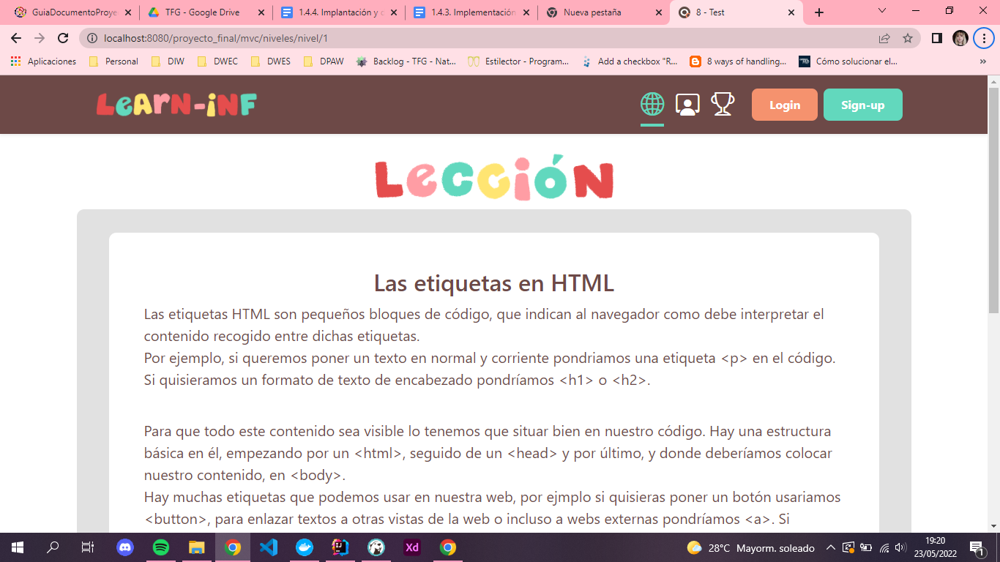 GuiaDocumentoProye
TFG - Google Drive
1.4.4. Implantación y c
1.4.3. Implementación
Nueva pestaña
8 - Test
localhost:8080/proyecto_final/mvc/niveles/nivel/1
Aplicaciones
Personal
DIW
DWEC
DWES
DPAW
Backlog - TFG - Nat...
Estilector - Program...
Add a checkbox "R...
8 ways of handling...
Cómo solucionar el...
»
LeArN-iNF
Login
Sign-up
LeCCióN
Las etiquetas en HTML
Las etiquetas HTML son pequeños bloques de código, que indican al navegador como debe interpretar el
contenido recogido entre dichas etiquetas.
Por ejemplo, si queremos poner un texto en normal y corriente pondriamos una etiqueta <p> en el código.
Si quisieramos un formato de texto de encabezado pondríamos <h1> o <h2>.
Para que todo este contenido sea visible lo tenemos que situar bien en nuestro código. Hay una estructura
básica en él, empezando por un <html>, seguido de un <head> y por último, y donde deberíamos colocar
nuestro contenido, en <body>.
Hay muchas etiquetas que podemos usar en nuestra web, por ejmplo si quisieras poner un botón usariamos
<button>, para enlazar textos a otras vistas de la web o incluso a webs externas pondríamos <a>. Si
Xd
28°C Mayorm. soleado
19:20
23/05/2022
1